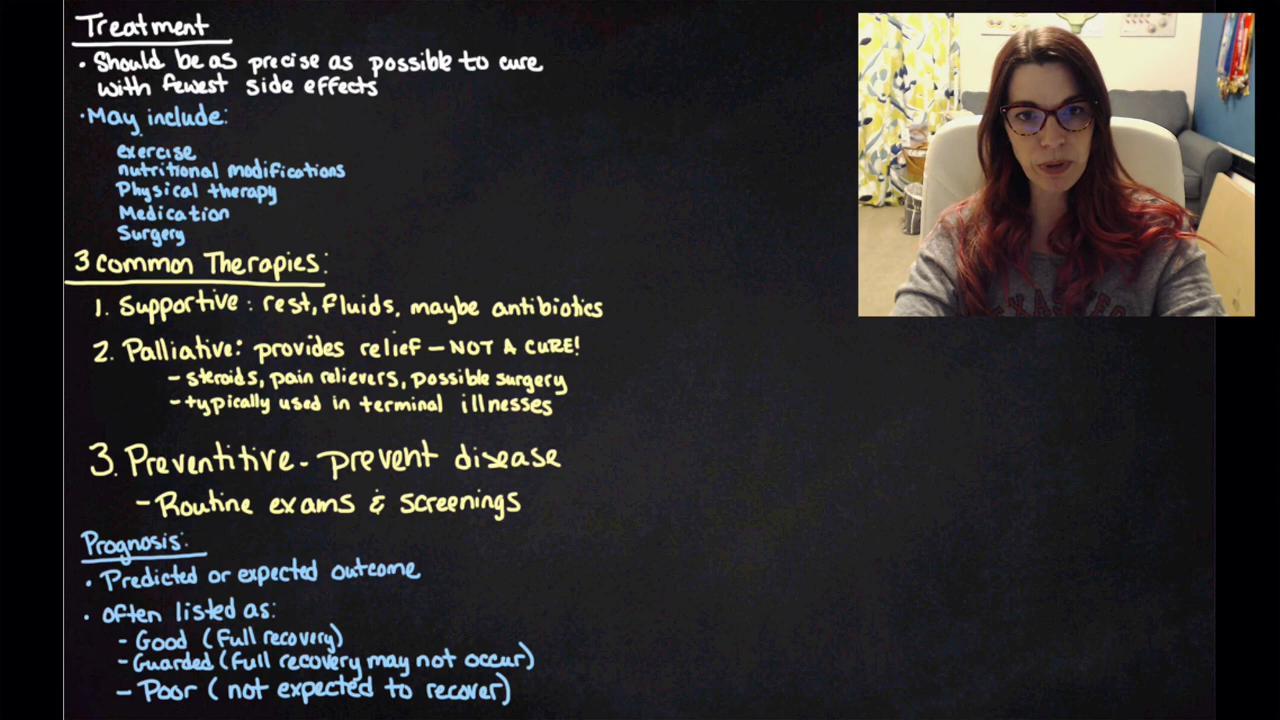 Treatment
• Should be as precise as possible to cure
with fewest side effects
• May include:
exercise
nutritional modifications
Physical therapy
Medication
Surgery
3 Common Therapies:
1. Supportive: rest, fluids, maybe antibiotics
2. Palliative: provides relief – NOT A CURE!
- steroids, pain relievers, possible surgery
- typically used in terminal illnesses
3. Preventitive - prevent disease
- Routine exams & screenings
Prognosis:
• Predicted or expected outcome
• Often listed as:
- Good (full recovery)
- Guarded (full recovery may not occur)
- Poor (not expected to recover)